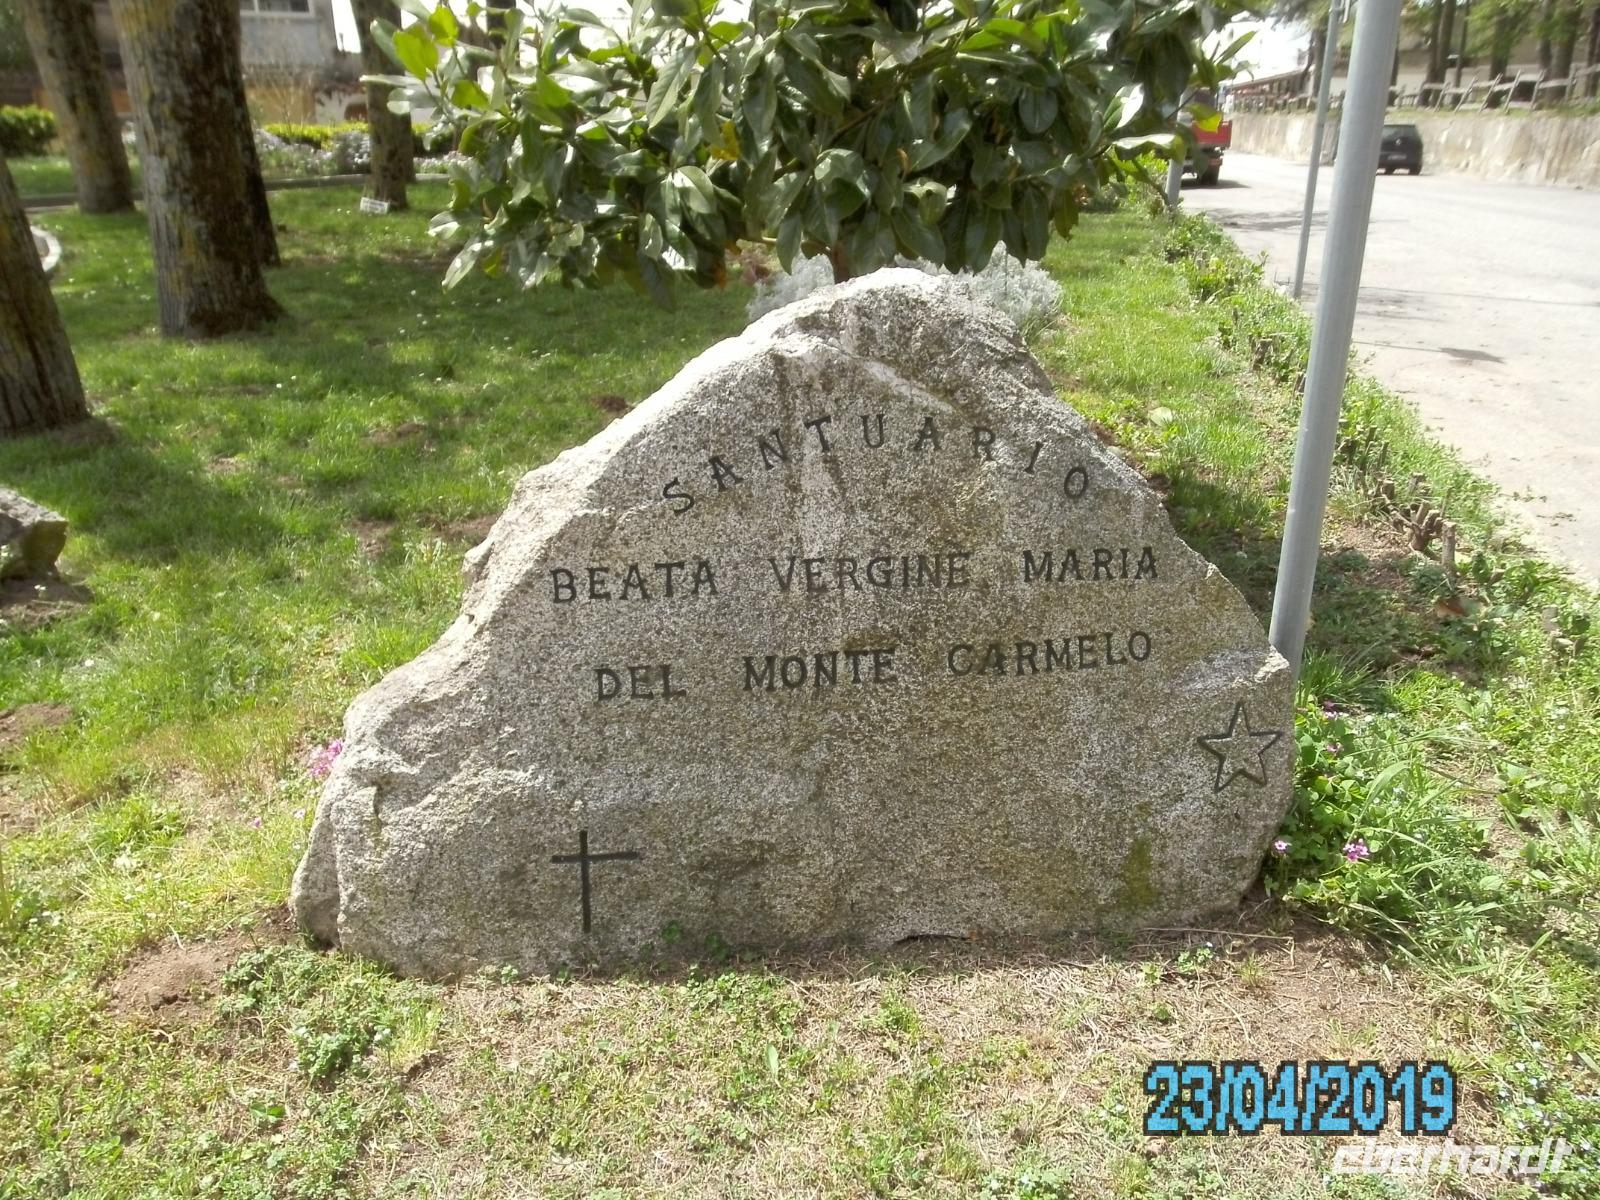 SANTUARIO
BEATA VERGINE MARIA
DEL MONTE CARMELO
23/04/2019
eberhardt